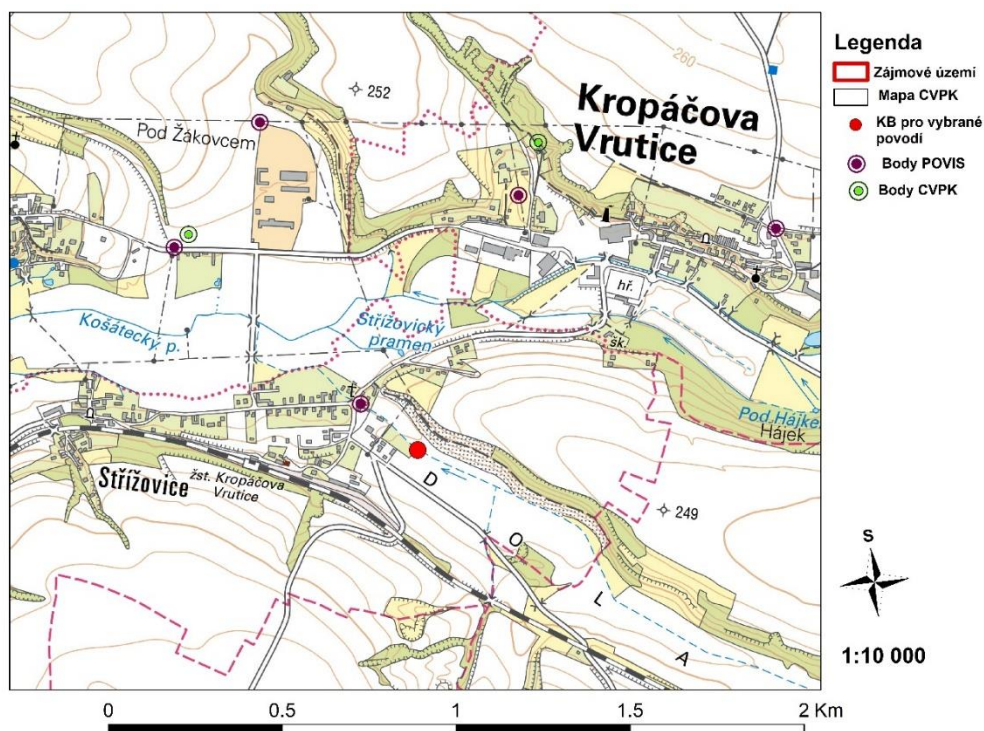 260
252
Kropáčova
Vrutice
Pod Žákovcem
hř.
Košátecký p.
Střížovický
pramen
šk.
Pod Hájke
Hájek
Střížovice
žst. Kropáčova
Vrutice
D
O
L
A
249
Legenda
Zájmové území
Mapa CVPK
KB pro vybrané
povodí
Body POVIS
Body CVPK
S
1:10 000
0 0.5 1 1.5 2 Km